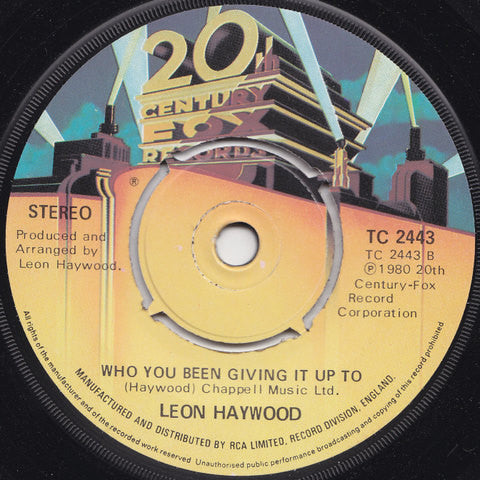 20th
CENTURY
FOX
RECORDS
®
STEREO
Produced and
Arranged by
Leon Haywood.
TC 2443
TC 2443 B
℗ 1980 20th
Century-Fox
Record
Corporation
WHO YOU BEEN GIVING IT UP TO
(Haywood) Chappell Music Ltd.
LEON HAYWOOD
MANUFACTURED AND DISTRIBUTED BY RCA LIMITED, RECORD DIVISION, ENGLAND.
All rights of the manufacturer and of the owner of the recorded work reserved. Unauthorised public performance broadcasting and copying of this record prohibited